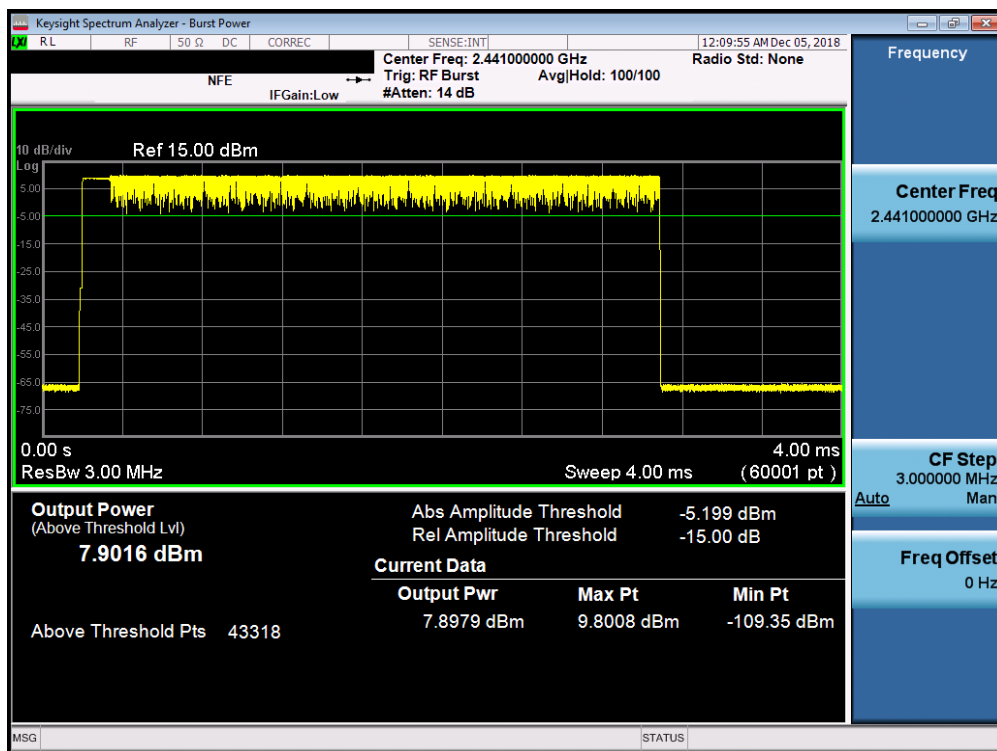 Keysight Spectrum Analyzer - Burst Power
LXI RL RF 50 Ω DC CORREC SENSE:INT 12:09:55 AM Dec 05, 2018
Center Freq: 2.441000000 GHz Radio Std: None
NFE Trig: RF Burst Avg|Hold: 100/100
IFGain:Low #Atten: 14 dB
10 dB/div Ref 15.00 dBm
Log
5.00
-5.00
-15.0
-25.0
-35.0
-45.0
-55.0
-65.0
-75.0
0.00 s 4.00 ms
ResBw 3.00 MHz Sweep 4.00 ms (60001 pt)
Output Power
(Above Threshold Lvl)
7.9016 dBm
Above Threshold Pts 43318
Abs Amplitude Threshold -5.199 dBm
Rel Amplitude Threshold -15.00 dB
Current Data
Output Pwr Max Pt Min Pt
7.8979 dBm 9.8008 dBm -109.35 dBm
Frequency
Center Freq
2.441000000 GHz
CF Step
3.000000 MHz
Auto Man
Freq Offset
0 Hz
MSG STATUS